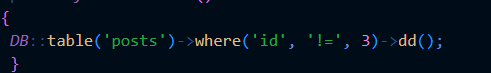 {
DB::table('posts')->where('id', '!=', 3)->dd();
}